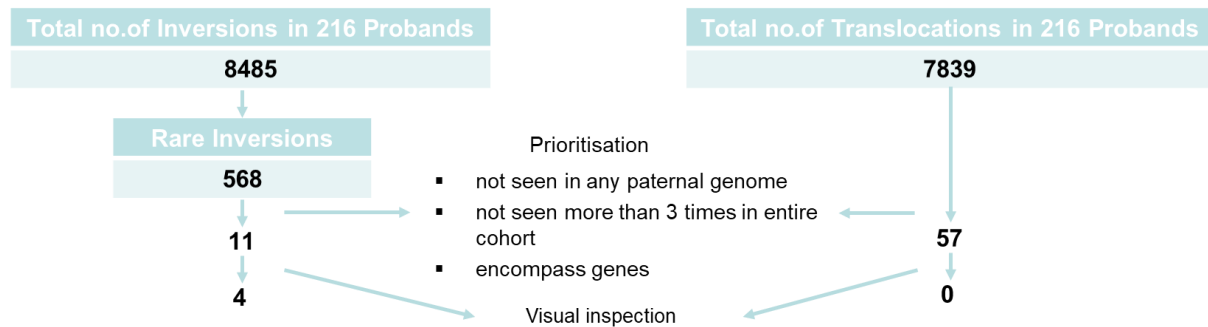 Total no.of Inversions in 216 Probands
Total no.of Translocations in 216 Probands
8485
7839
Rare Inversions
568
Prioritisation
▪ not seen in any paternal genome
▪ not seen more than 3 times in entire
cohort
▪ encompass genes
11
57
4
0
Visual inspection